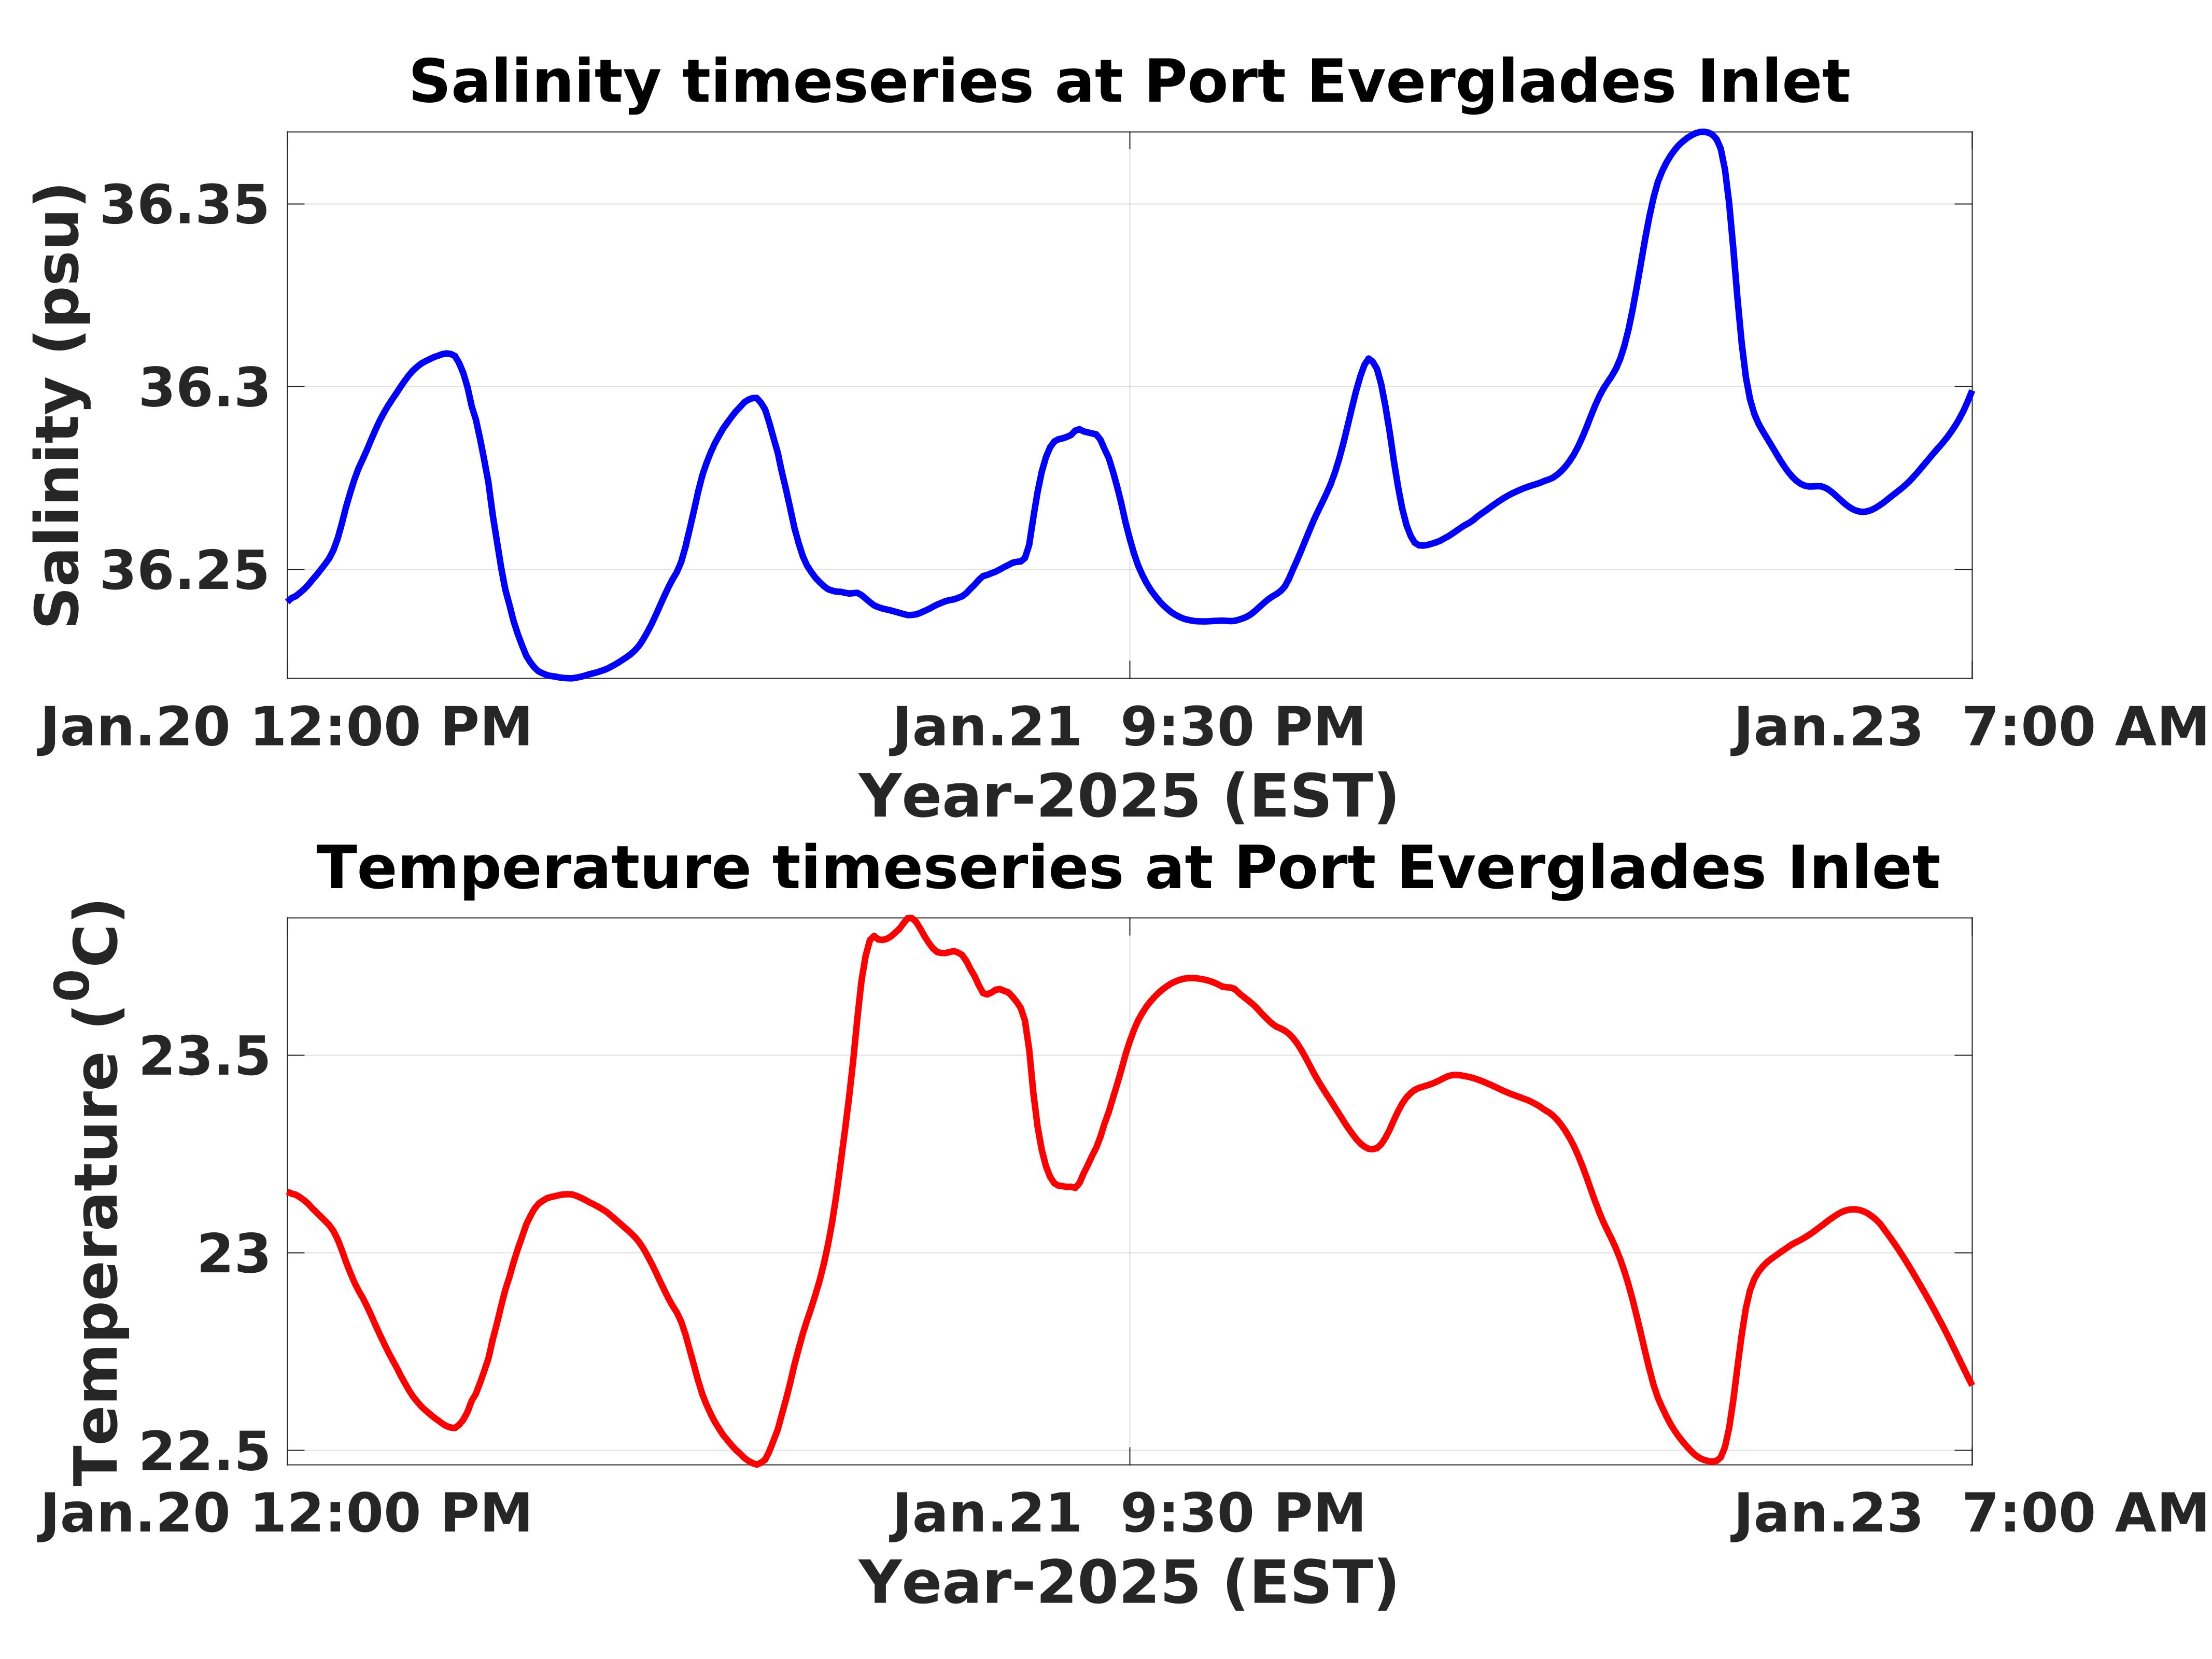 Salinity timeseries at Port Everglades Inlet
Salinity (psu)
36.35
36.3
36.25
Jan.20 12:00 PM Jan.21 9:30 PM Jan.23 7:00 AM
Year-2025 (EST)
Temperature timeseries at Port Everglades Inlet
Temperature (⁰C)
23.5
23
22.5
Jan.20 12:00 PM Jan.21 9:30 PM Jan.23 7:00 AM
Year-2025 (EST)